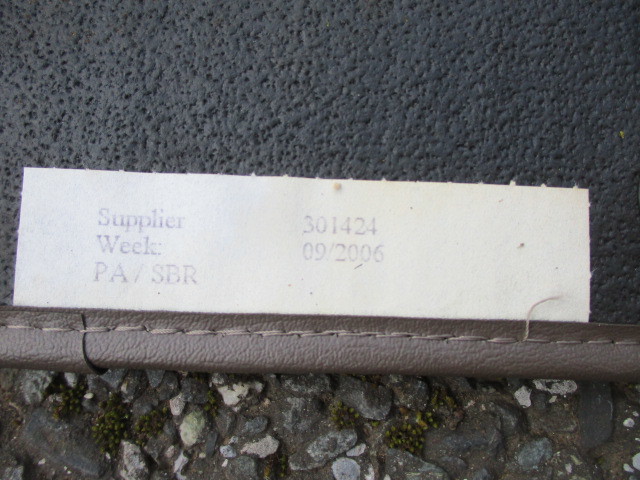 Supplier 301424
Week: 09/2006
PA / SBR